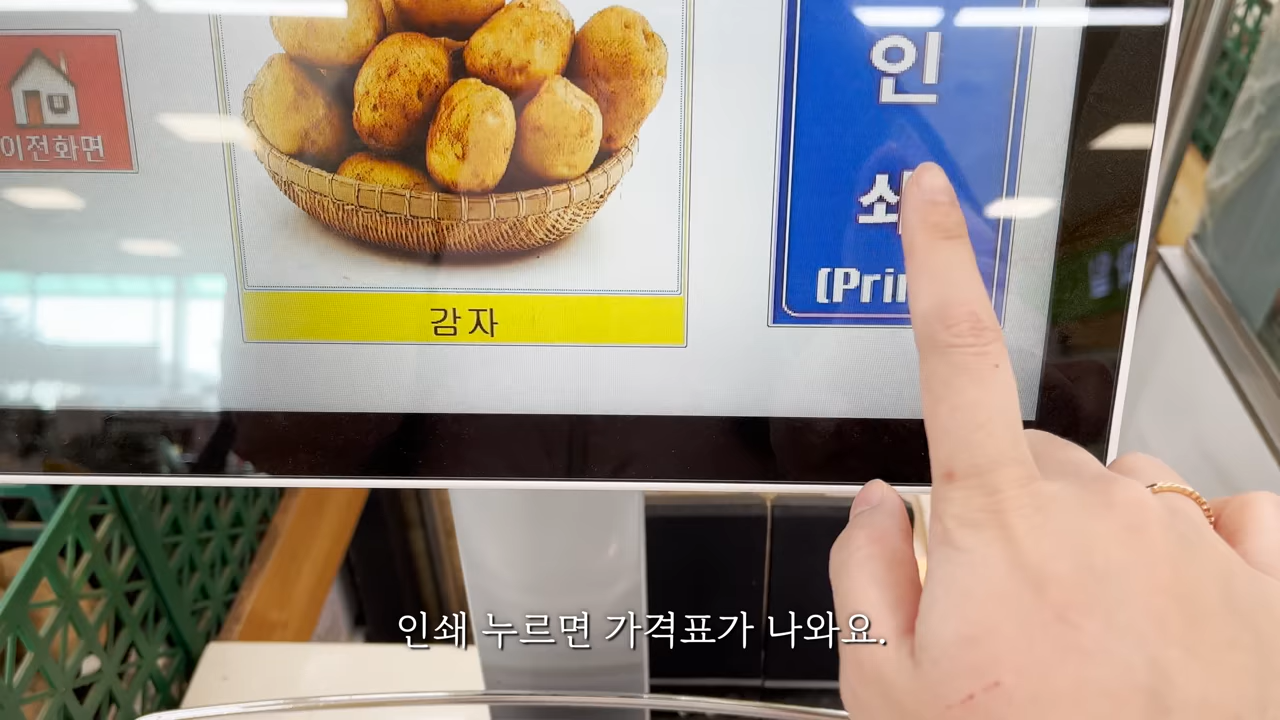 이전화면
감자
인
쇄
(Prin
인쇄 누르면 가격표가 나와요.